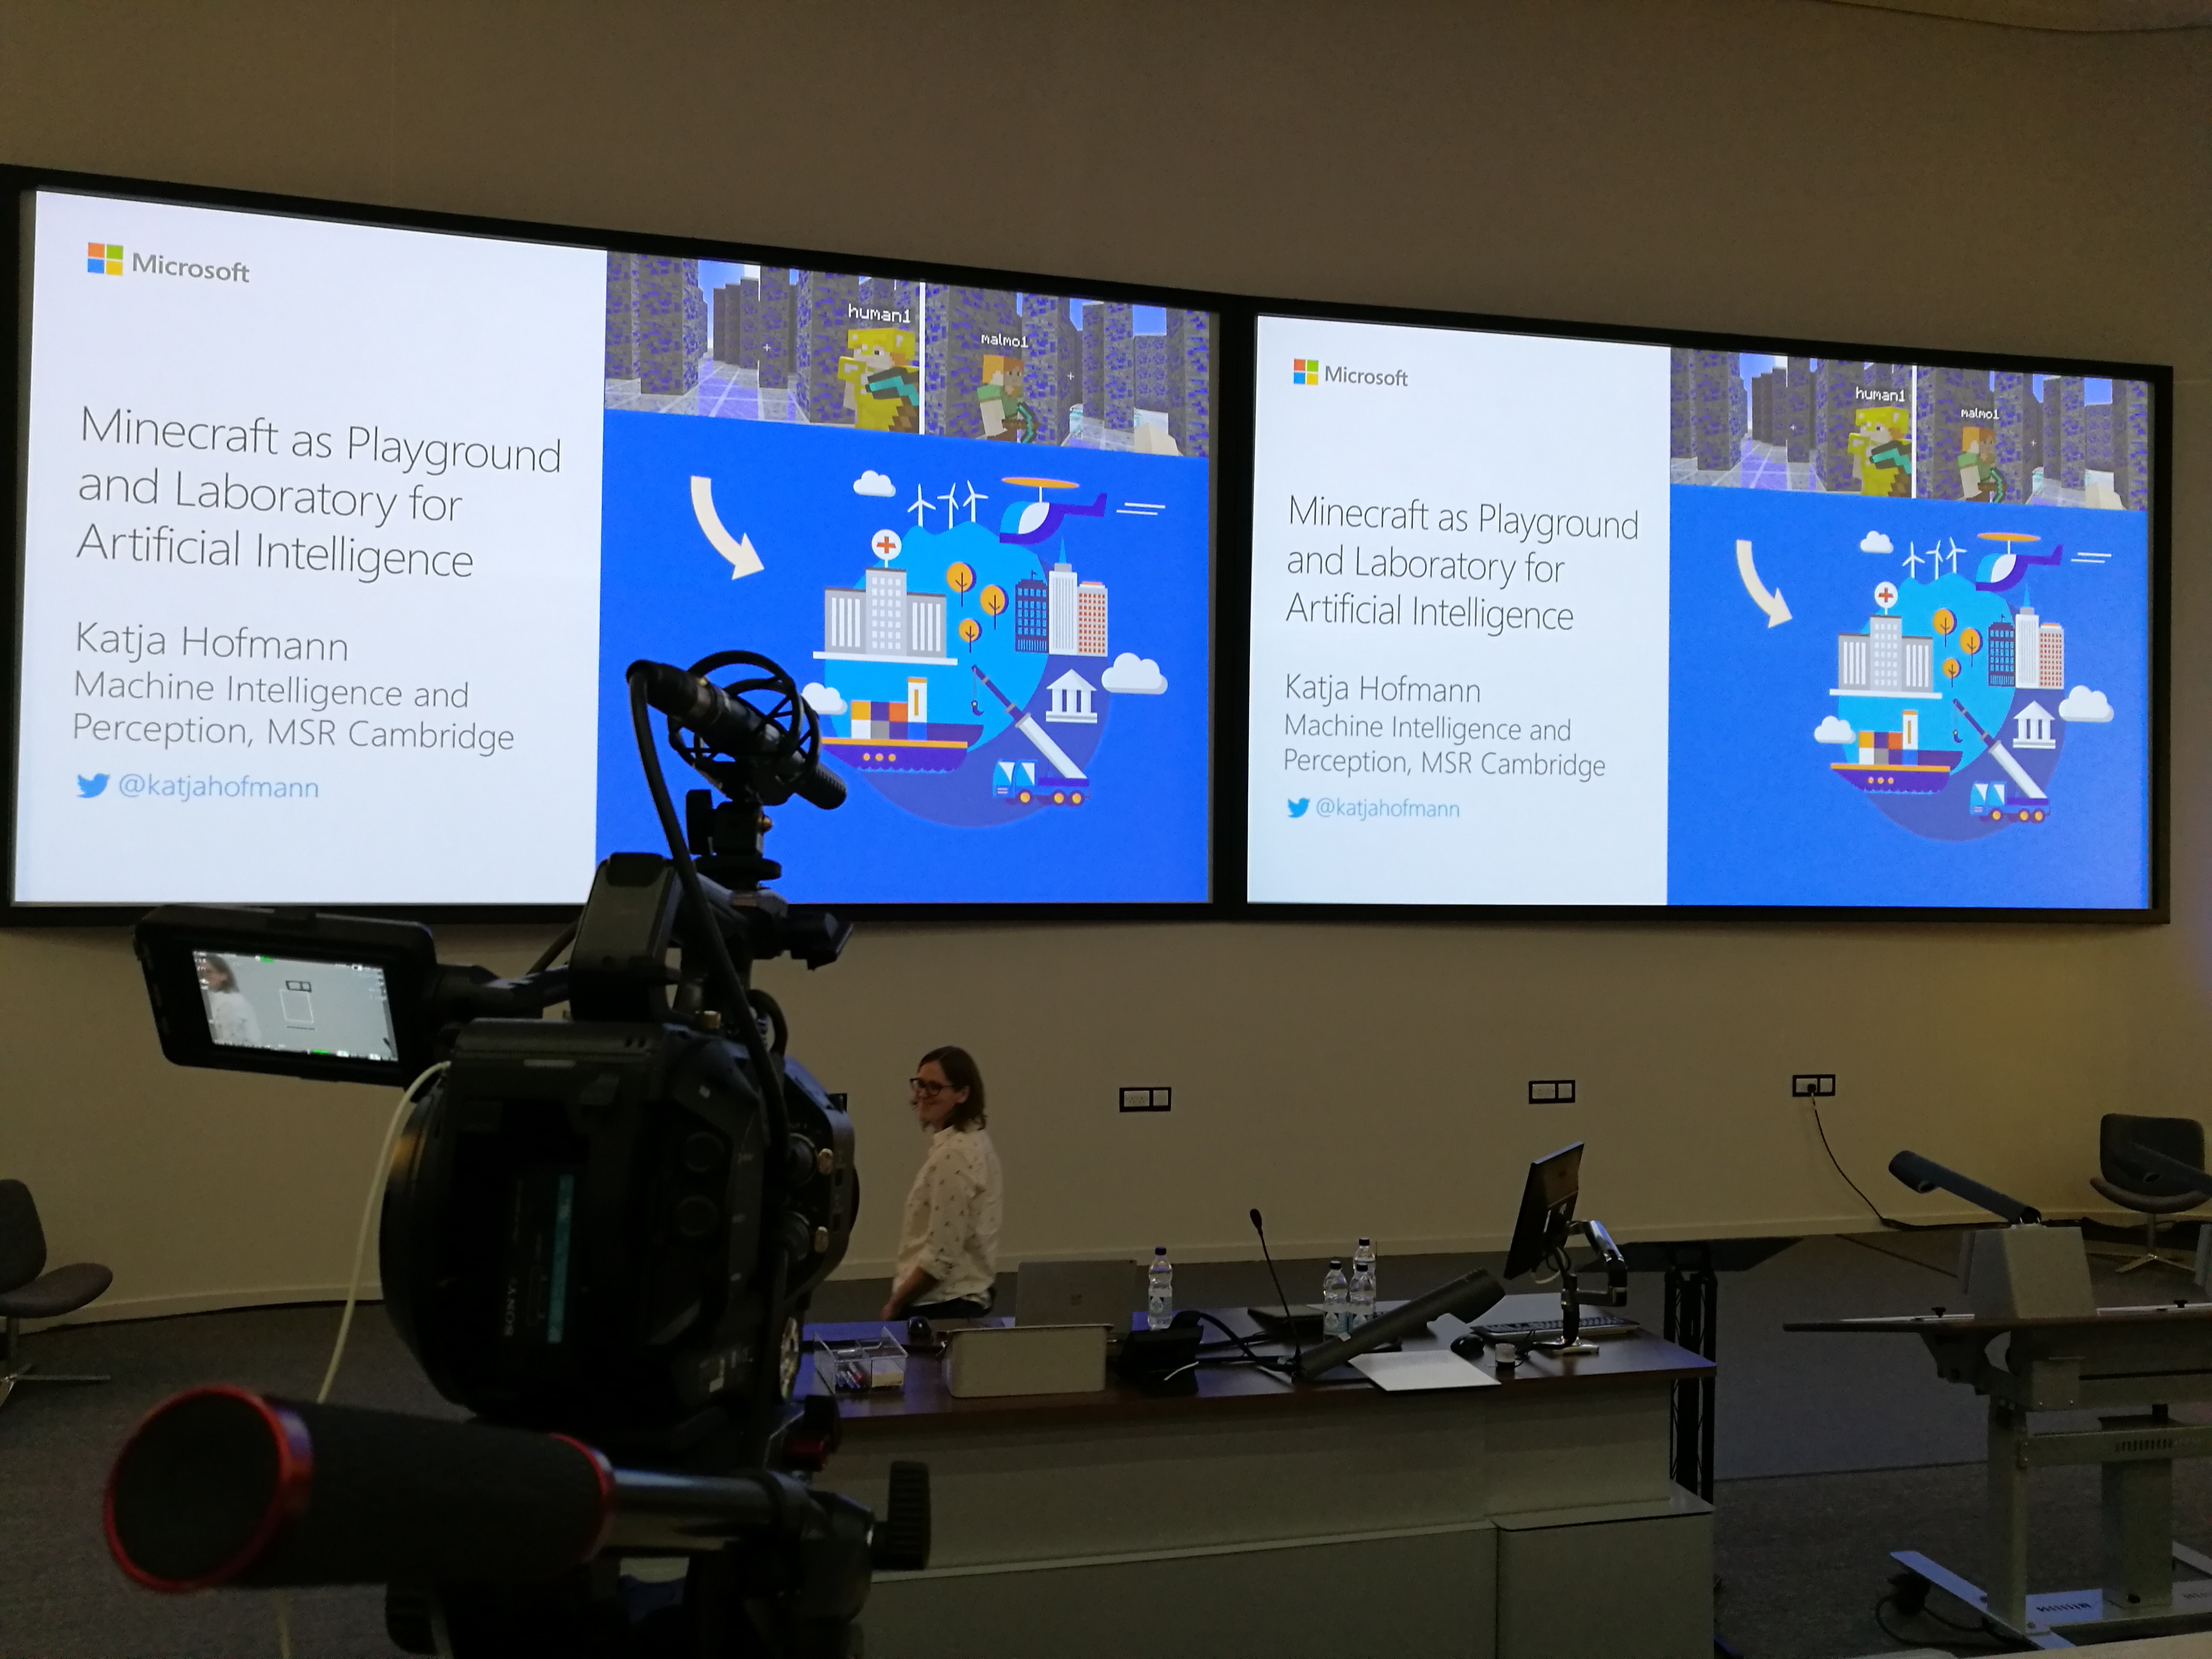 Microsoft
human1
malmo1
Minecraft as Playground
and Laboratory for
Artificial Intelligence
Katja Hofmann
Machine Intelligence and
Perception, MSR Cambridge
@katjahofmann
Microsoft
human1
malmo1
Minecraft as Playground
and Laboratory for
Artificial Intelligence
Katja Hofmann
Machine Intelligence and
Perception, MSR Cambridge
@katjahofmann
SONY